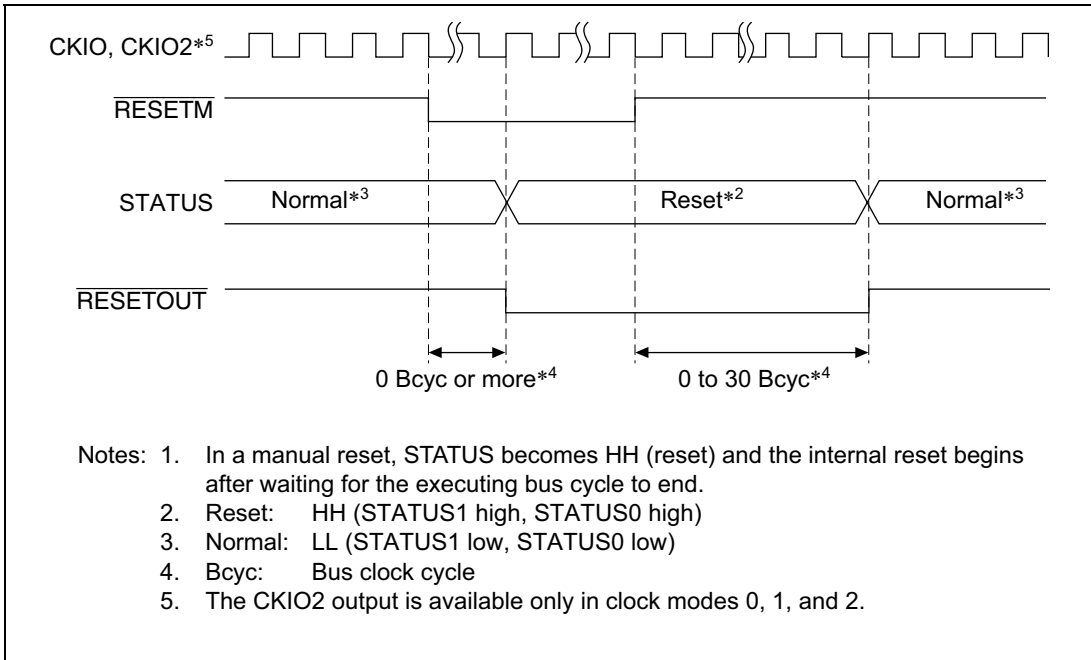 CKIO, CKIO2*5
RESETM
STATUS Normal*3 Reset*2 Normal*3
RESETOUT
0 Bcyc or more*4 0 to 30 Bcyc*4
Notes: 1. In a manual reset, STATUS becomes HH (reset) and the internal reset begins
after waiting for the executing bus cycle to end.
2. Reset: HH (STATUS1 high, STATUS0 high)
3. Normal: LL (STATUS1 low, STATUS0 low)
4. Bcyc: Bus clock cycle
5. The CKIO2 output is available only in clock modes 0, 1, and 2.